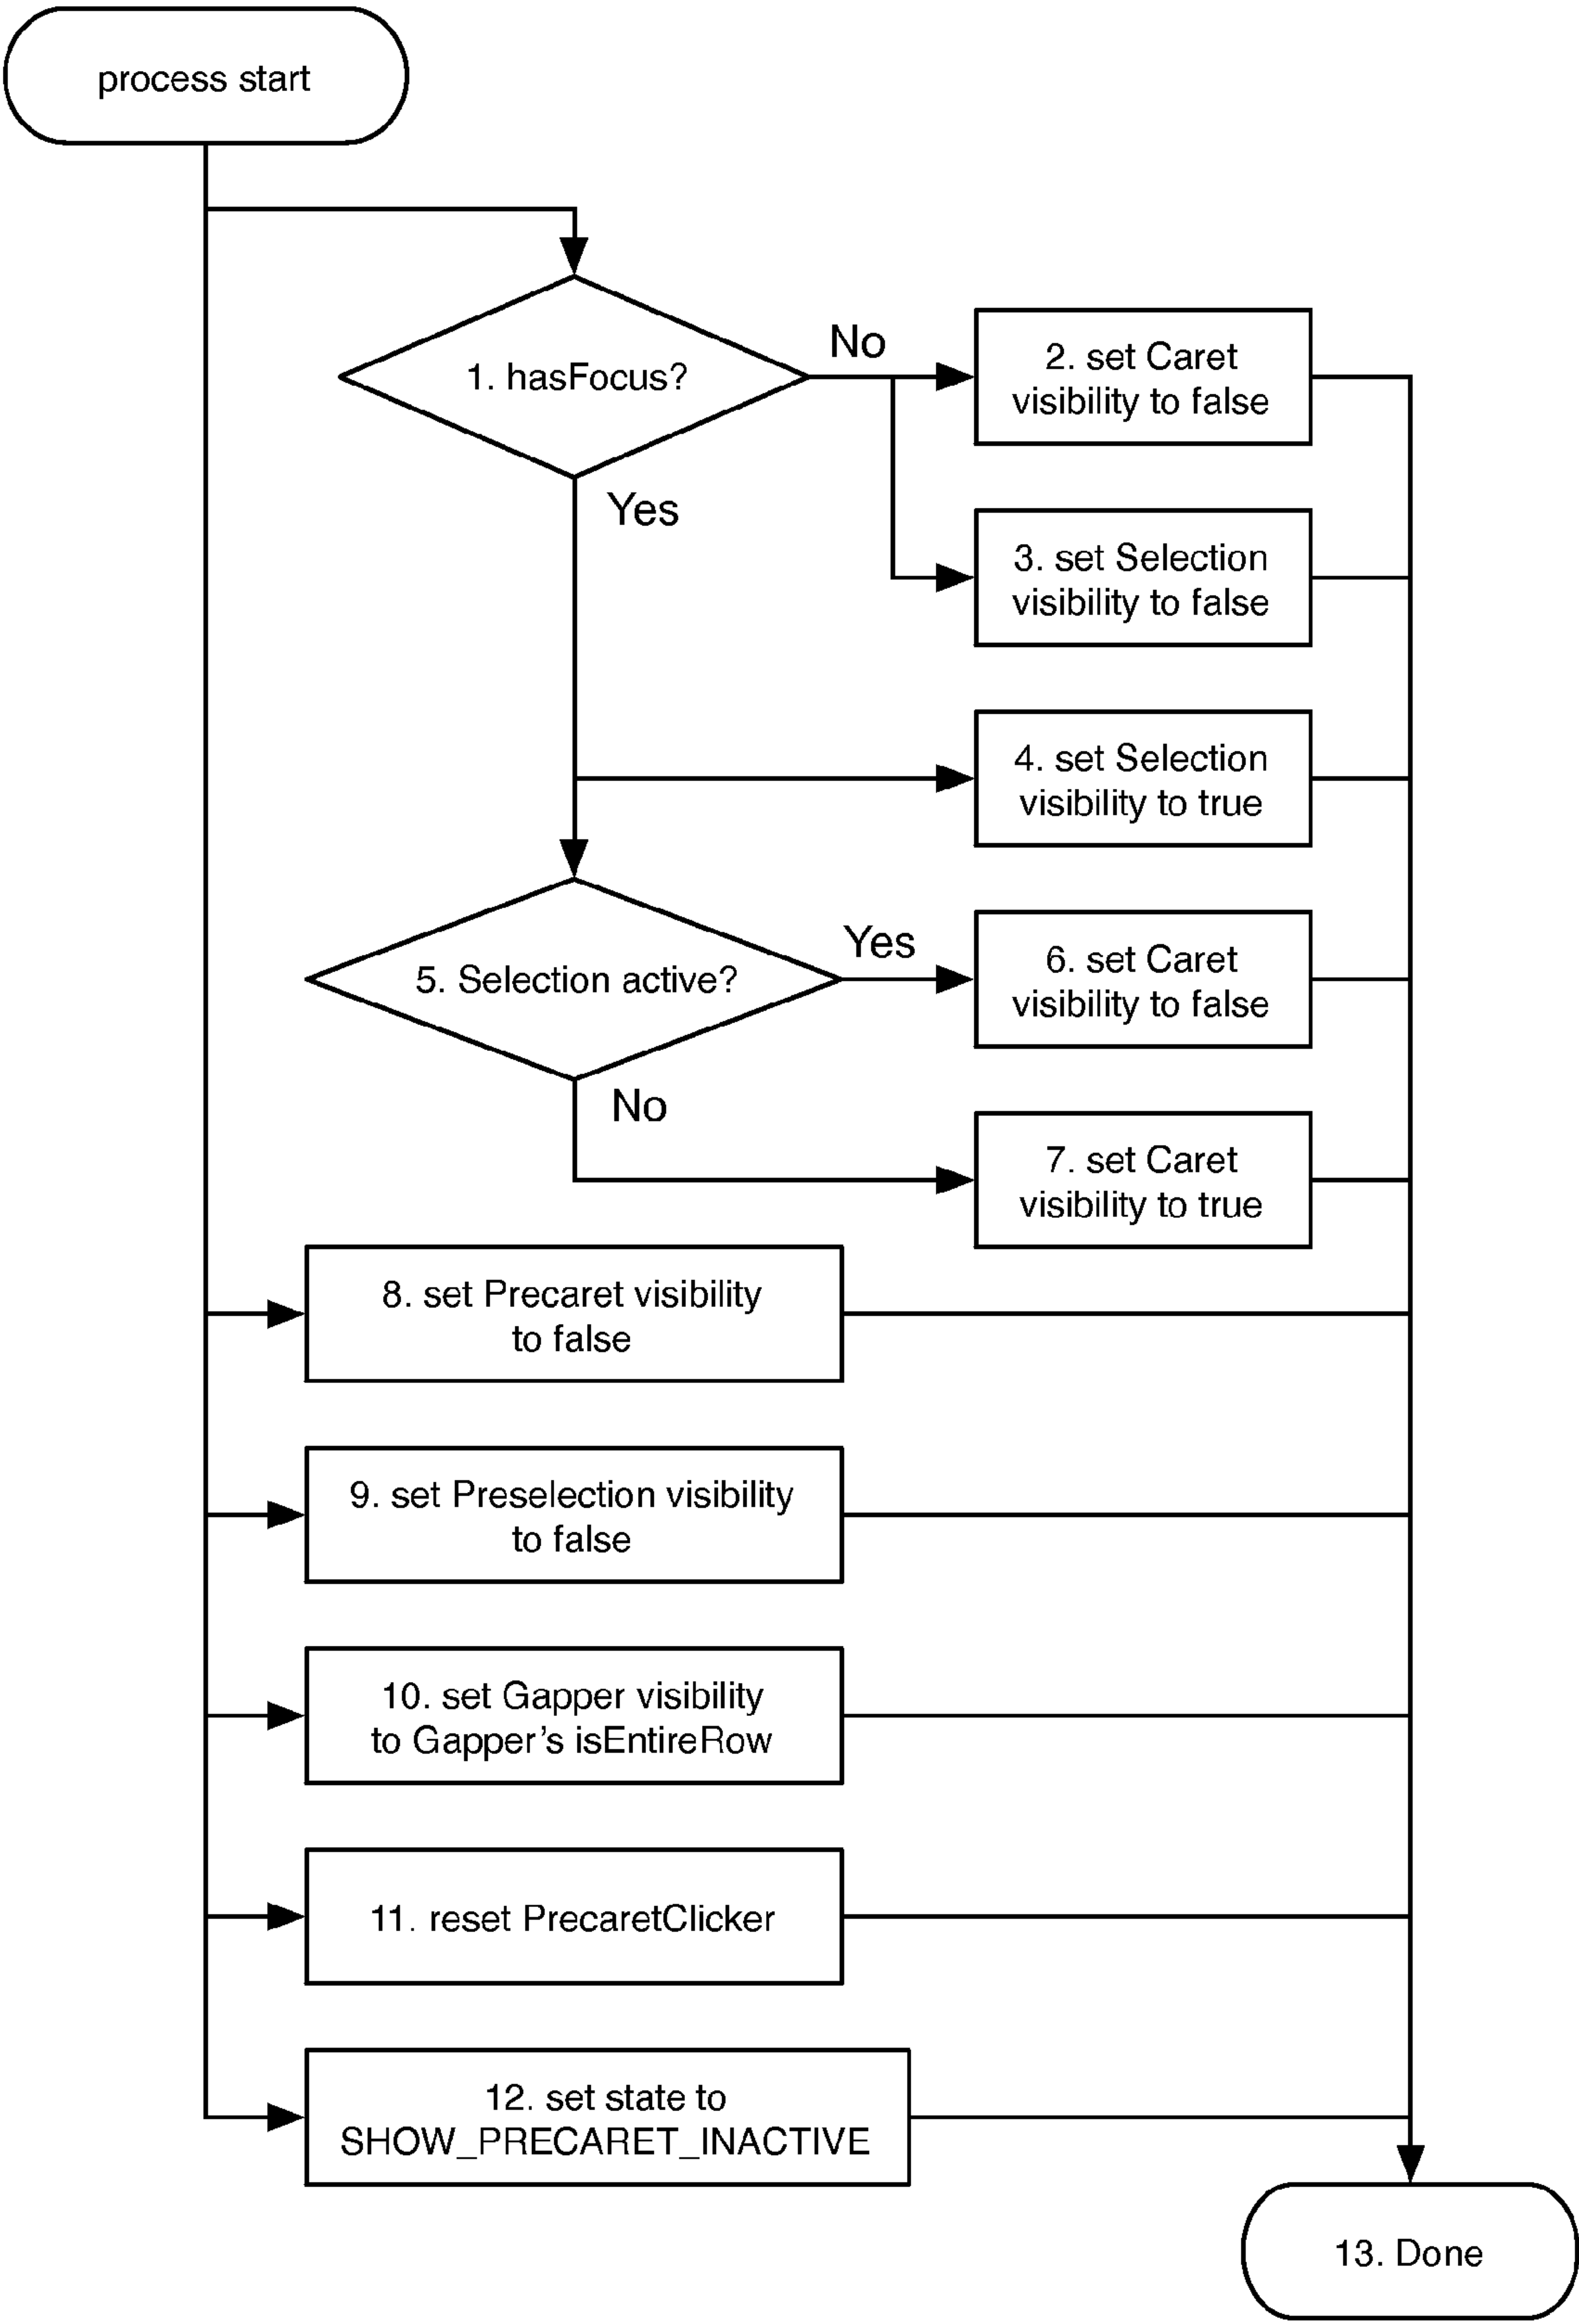 process start
1. hasFocus?
No
2. set Caret
visibility to false
Yes
3. set Selection
visibility to false
4. set Selection
visibility to true
5. Selection active?
Yes
6. set Caret
visibility to false
No
7. set Caret
visibility to true
8. set Precaret visibility
to false
9. set Preselection visibility
to false
10. set Gapper visibility
to Gapper’s isEntireRow
11. reset PrecaretClicker
12. set state to
SHOW_PRECARET_INACTIVE
13. Done